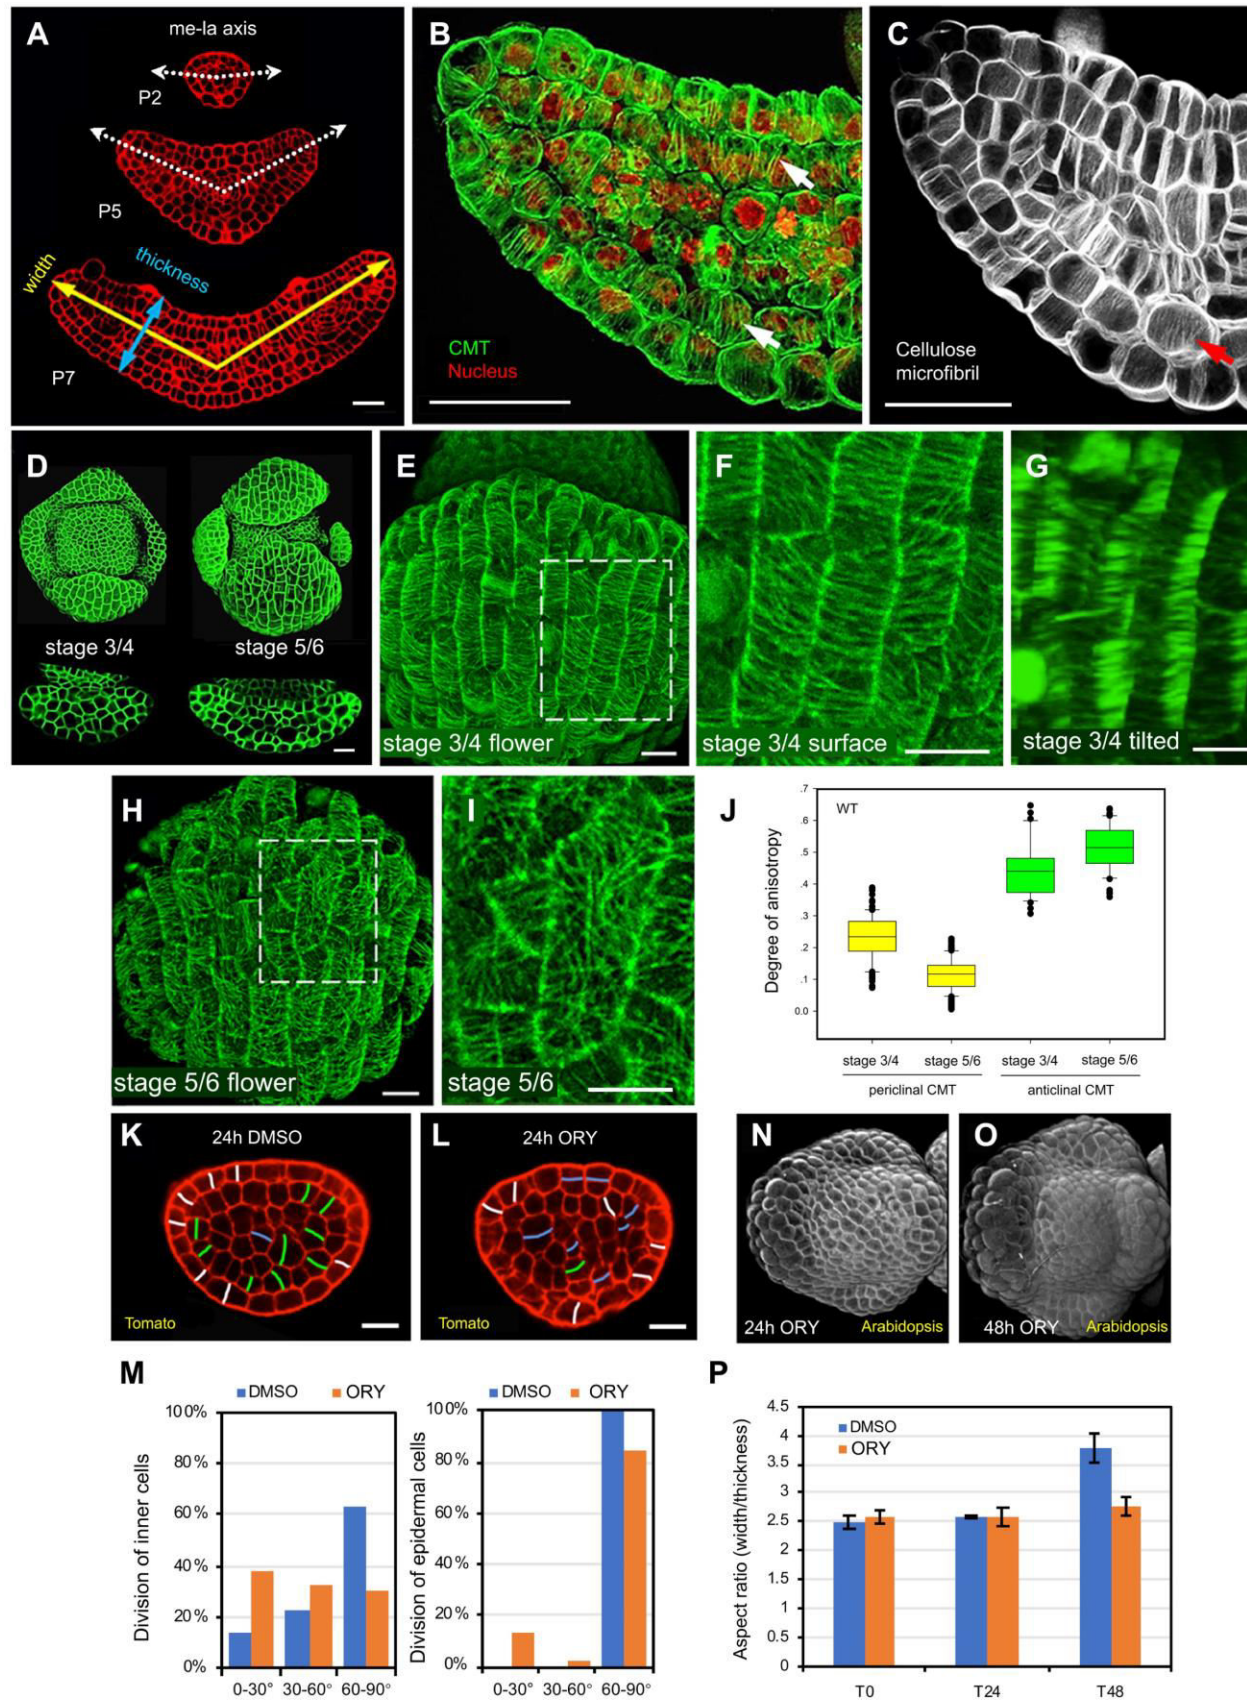 A
me-la axis
P2
P5
width
thickness
P7
B
CMT
Nucleus
C
Cellulose
microfibril
D
stage 3/4
stage 5/6
E
stage 3/4 flower
F
stage 3/4 surface
G
stage 3/4 tilted
H
stage 5/6 flower
I
stage 5/6
J
WT
Degree of anisotropy
.7
.6
.5
.4
.3
.2
.1
0.0
stage 3/4
stage 5/6
stage 3/4
stage 5/6
periclinal CMT
anticlinal CMT
K
24h DMSO
Tomato
L
24h ORY
Tomato
N
24h ORY
Arabidopsis
O
48h ORY
Arabidopsis
M
DMSO
ORY
Division of inner cells
100%
80%
60%
40%
20%
0%
0-30°
30-60°
60-90°
DMSO
ORY
Division of epidermal cells
100%
80%
60%
40%
20%
0%
0-30°
30-60°
60-90°
P
DMSO
ORY
Aspect ratio (width/thickness)
4.5
4
3.5
3
2.5
2
1.5
1
0.5
0
T0
T24
T48